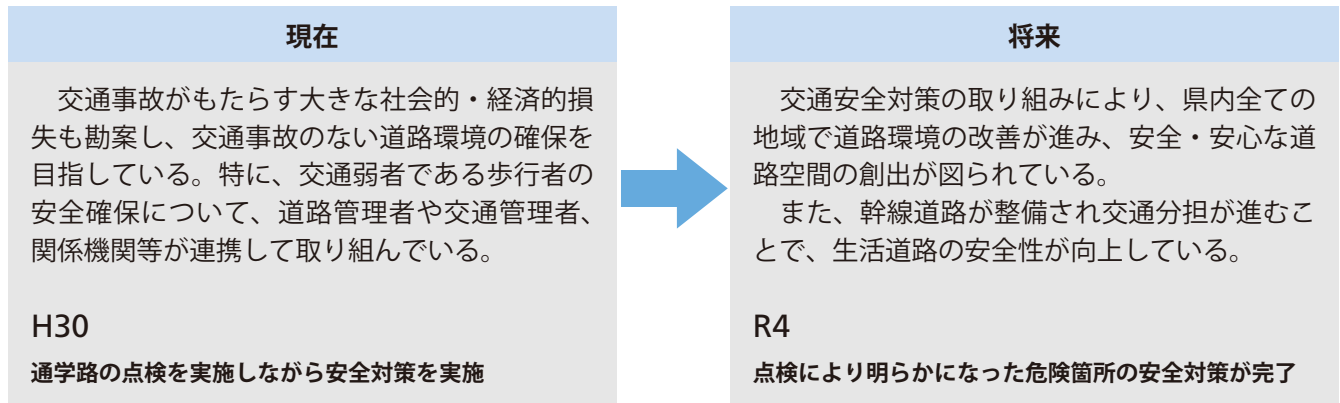 現在
交通事故がもたらす大きな社会的・経済的損
失も勘案し、交通事故のない道路環境の確保を
目指している。特に、交通弱者である歩行者の
安全確保について、道路管理者や交通管理者、
関係機関等が連携して取り組んでいる。
H30
通学路の点検を実施しながら安全対策を実施
将来
交通安全対策の取り組みにより、県内全ての
地域で道路環境の改善が進み、安全・安心な道
路空間の創出が図られている。
また、幹線道路が整備され交通分担が進むこ
とで、生活道路の安全性が向上している。
R4
点検により明らかになった危険箇所の安全対策が完了